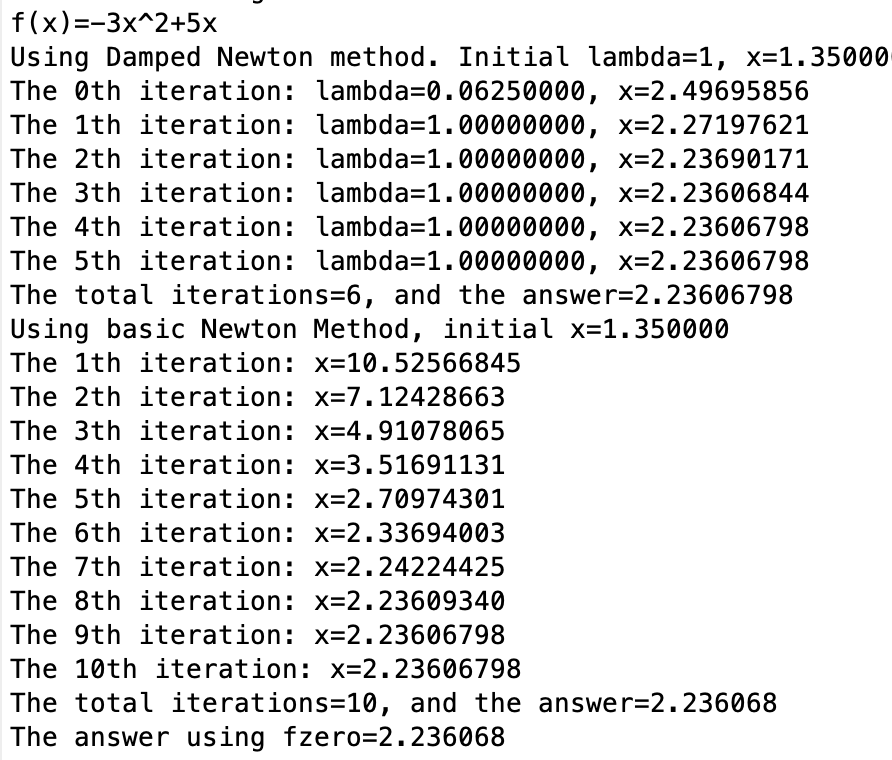 f(x)=-3x^2+5x
Using Damped Newton method. Initial lambda=1, x=1.35000
The 0th iteration: lambda=0.06250000, x=2.49695856
The 1th iteration: lambda=1.00000000, x=2.27197621
The 2th iteration: lambda=1.00000000, x=2.23690171
The 3th iteration: lambda=1.00000000, x=2.23606844
The 4th iteration: lambda=1.00000000, x=2.23606798
The 5th iteration: lambda=1.00000000, x=2.23606798
The total iterations=6, and the answer=2.23606798
Using basic Newton Method, initial x=1.350000
The 1th iteration: x=10.52566845
The 2th iteration: x=7.12428663
The 3th iteration: x=4.91078065
The 4th iteration: x=3.51691131
The 5th iteration: x=2.70974301
The 6th iteration: x=2.33694003
The 7th iteration: x=2.24224425
The 8th iteration: x=2.23609340
The 9th iteration: x=2.23606798
The 10th iteration: x=2.23606798
The total iterations=10, and the answer=2.236068
The answer using fzero=2.236068